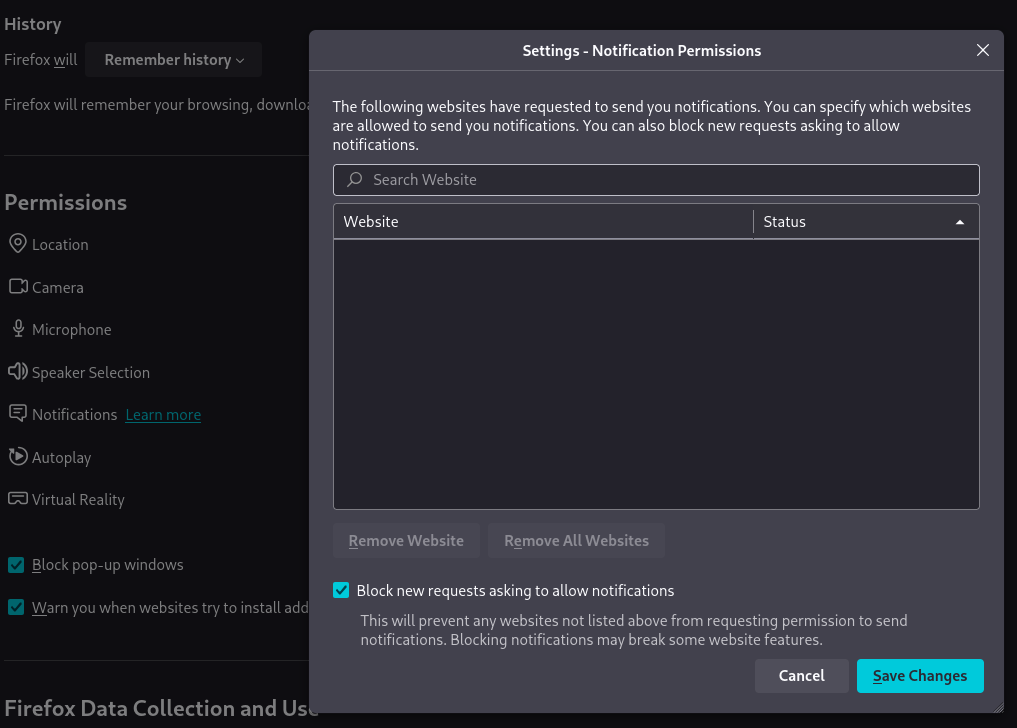 History
Firefox will Remember history
Firefox will remember your browsing,
Permissions
Location
Camera
Microphone
Speaker Selection
Notifications Learn more
Autoplay
Virtual Reality
Block pop-up windows
Warn you when websites try to install
Firefox Data Collection and Use
Settings - Notification Permissions
The following websites have requested to send you notifications. You can specify which websites
are allowed to send you notifications. You can also block new requests asking to allow
notifications.
Search Website
Website Status
Remove Website Remove All Websites
Block new requests asking to allow notifications
This will prevent any websites not listed above from requesting permission to send
notifications. Blocking notifications may break some website features.
Cancel Save Changes